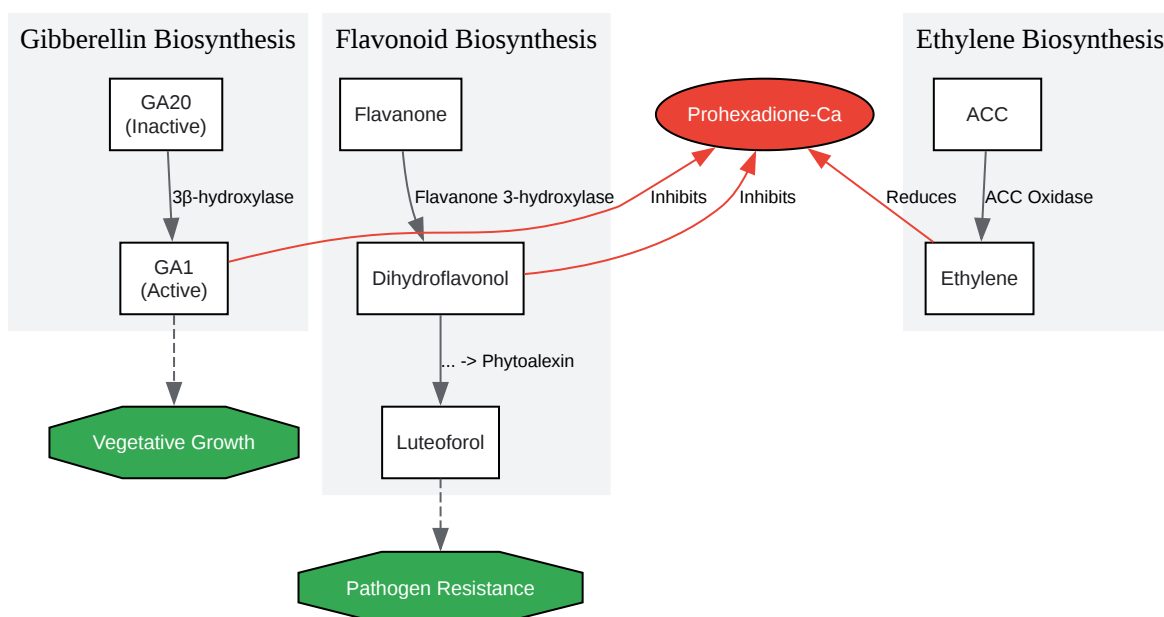 Gibberellin Biosynthesis
Flavonoid Biosynthesis
Ethylene Biosynthesis
GA20
(Inactive)
Flavanone
Prohexadione-Ca
ACC
3β-hydroxylase
Flavanone 3-hydroxylase
Inhibits
Inhibits
Reduces
ACC Oxidase
GA1
(Active)
Dihydroflavonol
Ethylene
... -> Phytoalexin
Vegetative Growth
Luteoforol
Pathogen Resistance